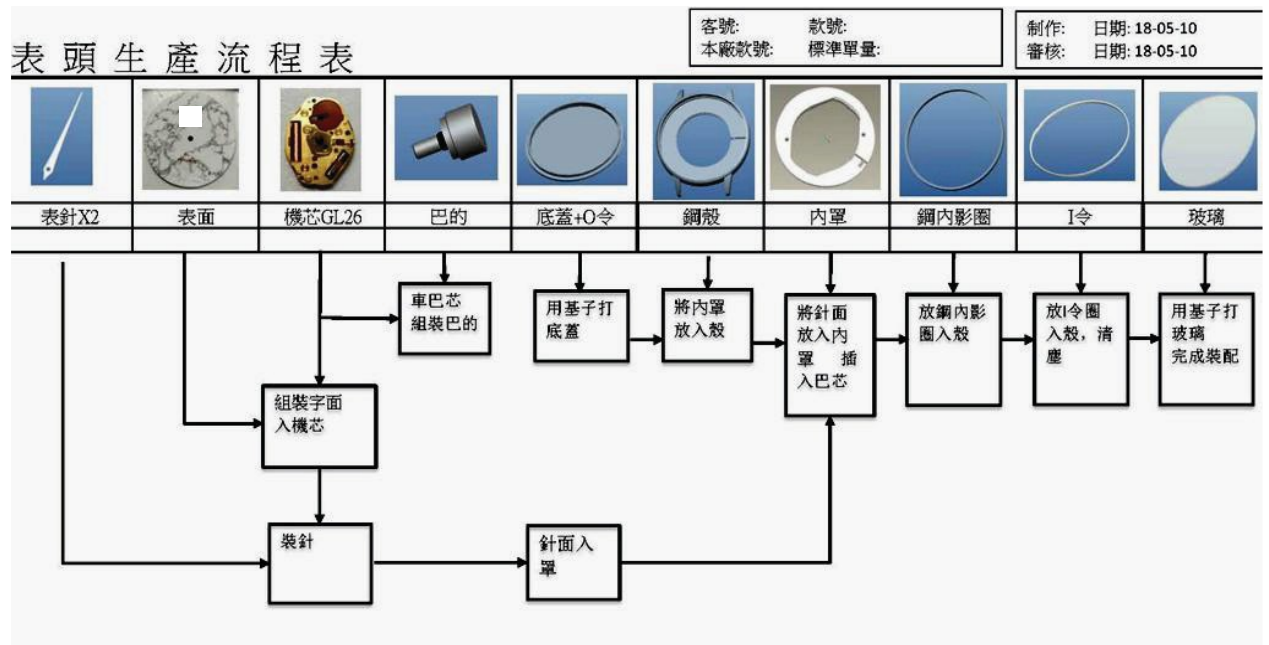 表頭生產流程表
客號: 款號:
本廠款號: 標準單量:
制作: 日期: 18-05-10
審核: 日期: 18-05-10
表針X2 表面 機芯GL26 巴的 底蓋+O令 鋼殼 内罩 鋼內影圈 I令 玻璃
車巴芯
組裝巴的
用基子打
底蓋
將内罩
放入殼
將針面
放入内
罩 插
入巴芯
放鋼內影
圈入殼
放I令圈
入殼，清
塵
用基子打
玻璃
完成裝配
組裝字面
入機芯
裝針
針面入
罩